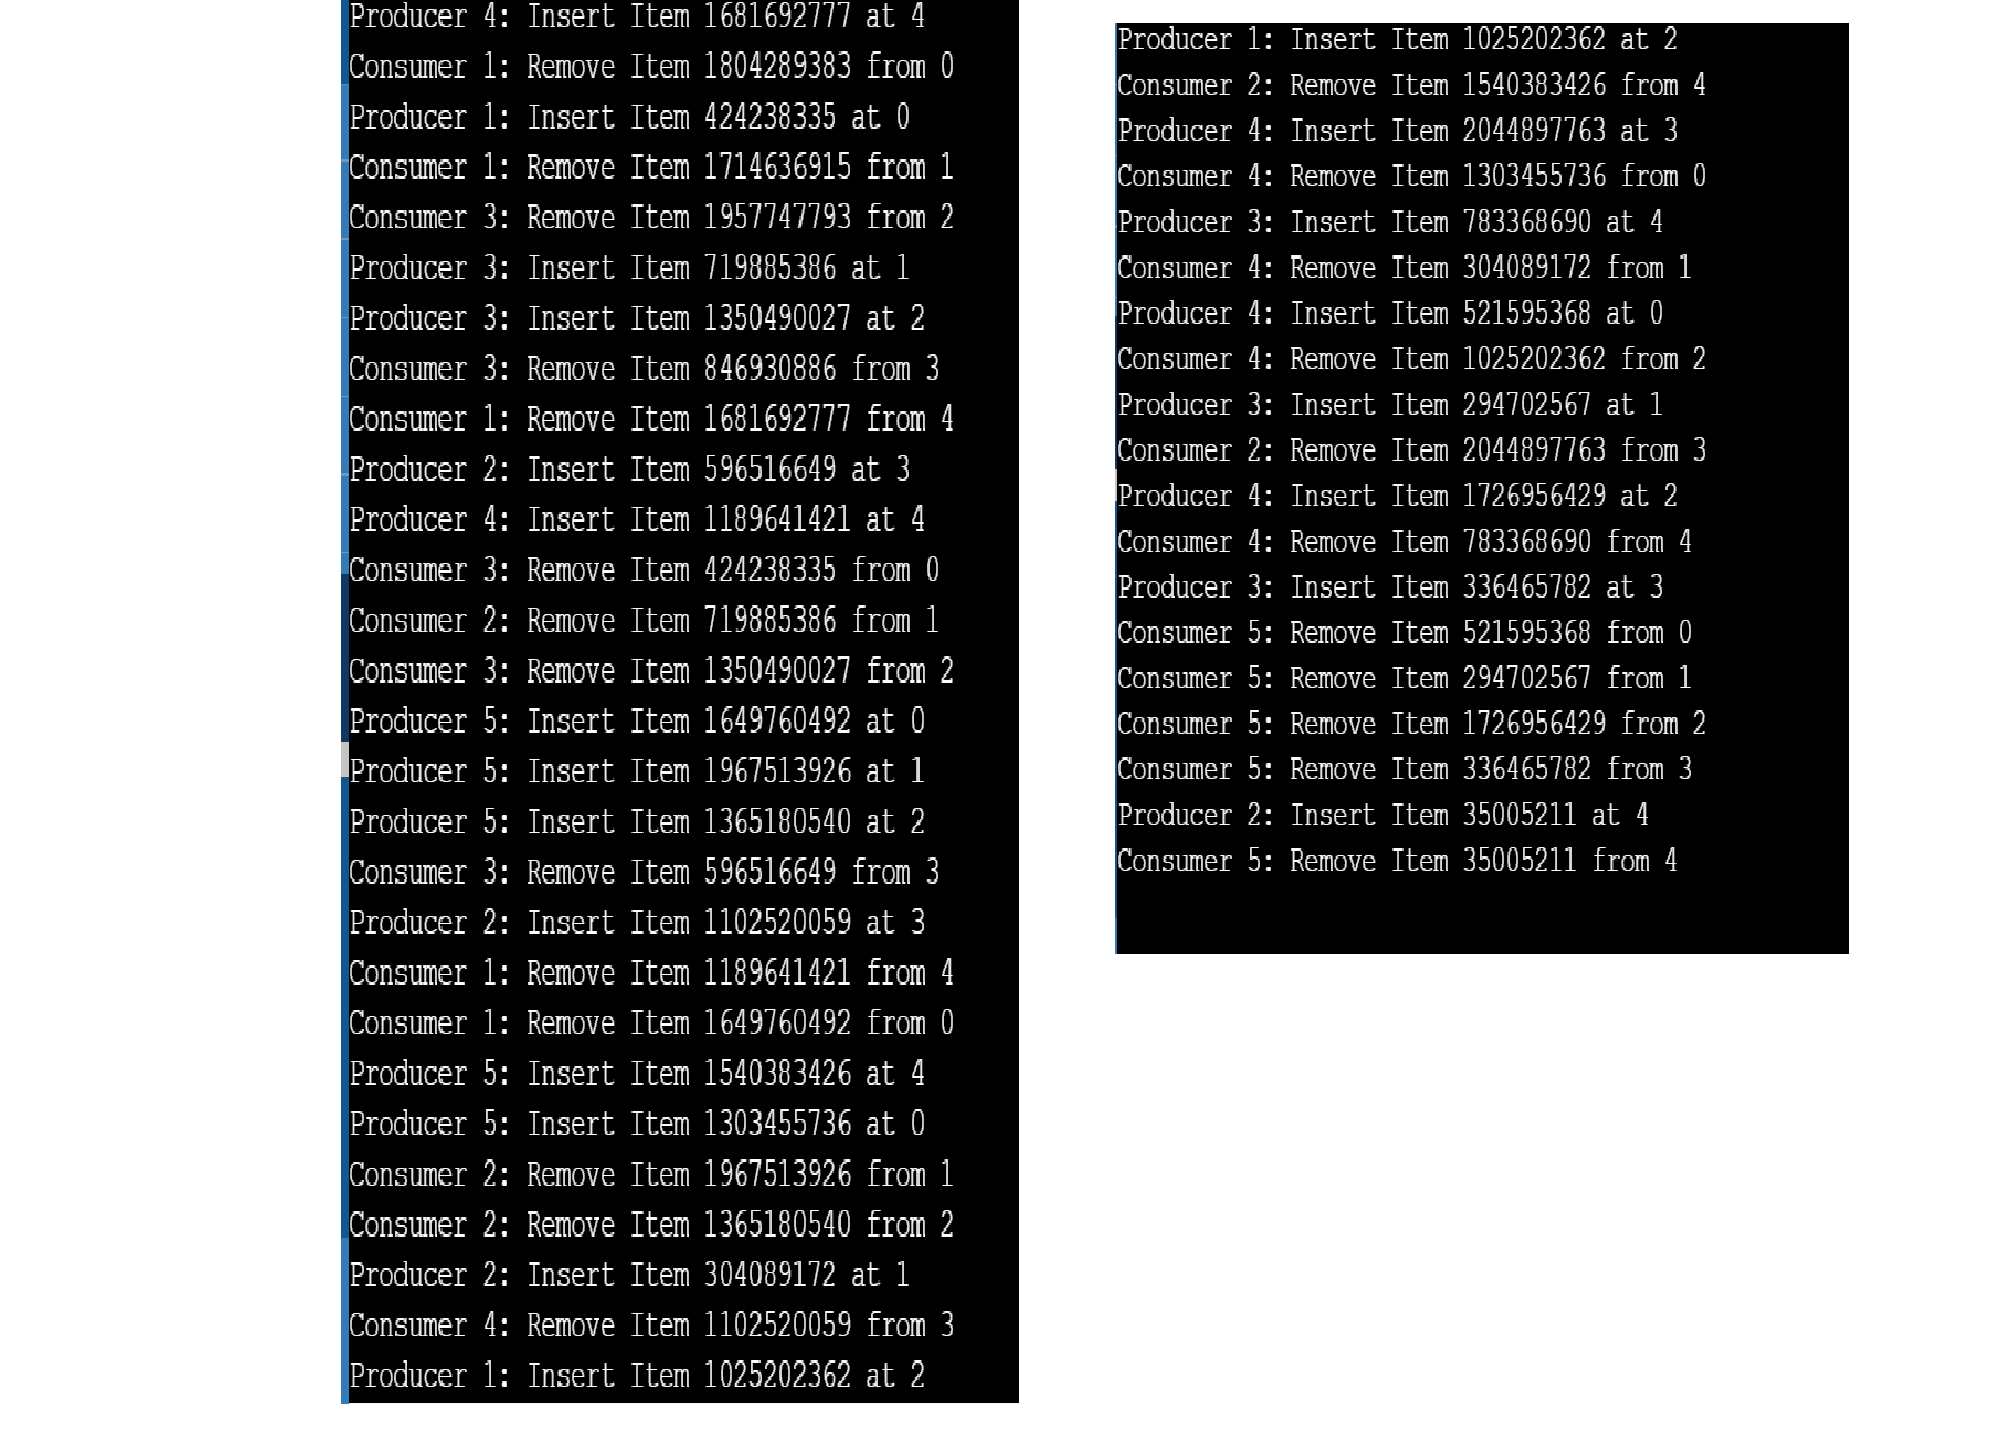 Producer 4: Insert Item 1681692777 at 4
Consumer 1: Remove Item 1804289383 from 0
Producer 1: Insert Item 424238335 at 0
Consumer 1: Remove Item 1714636915 from 1
Consumer 3: Remove Item 1957747793 from 2
Producer 3: Insert Item 719885386 at 1
Producer 3: Insert Item 1350490027 at 2
Consumer 3: Remove Item 846930886 from 3
Consumer 1: Remove Item 1681692777 from 4
Producer 2: Insert Item 596516649 at 3
Producer 4: Insert Item 1189641421 at 4
Consumer 3: Remove Item 424238335 from 0
Consumer 2: Remove Item 719885386 from 1
Consumer 3: Remove Item 1350490027 from 2
Producer 5: Insert Item 1649760492 at 0
Producer 5: Insert Item 1967513926 at 1
Producer 5: Insert Item 1365180540 at 2
Consumer 3: Remove Item 596516649 from 3
Producer 2: Insert Item 1102520059 at 3
Consumer 1: Remove Item 1189641421 from 4
Consumer 1: Remove Item 1649760492 from 0
Producer 5: Insert Item 1540383426 at 4
Producer 5: Insert Item 1303455736 at 0
Consumer 2: Remove Item 1967513926 from 1
Consumer 2: Remove Item 1365180540 from 2
Producer 2: Insert Item 304089172 at 1
Consumer 4: Remove Item 1102520059 from 3
Producer 1: Insert Item 1025202362 at 2
Producer 1: Insert Item 1025202362 at 2
Consumer 2: Remove Item 1540383426 from 4
Producer 4: Insert Item 2044897763 at 3
Consumer 4: Remove Item 1303455736 from 0
Producer 3: Insert Item 783368690 at 4
Consumer 4: Remove Item 304089172 from 1
Producer 4: Insert Item 521595368 at 0
Consumer 4: Remove Item 1025202362 from 2
Producer 3: Insert Item 294702567 at 1
Consumer 2: Remove Item 2044897763 from 3
Producer 4: Insert Item 1726956429 at 2
Consumer 4: Remove Item 783368690 from 4
Producer 3: Insert Item 336465782 at 3
Consumer 5: Remove Item 521595368 from 0
Consumer 5: Remove Item 294702567 from 1
Consumer 5: Remove Item 1726956429 from 2
Consumer 5: Remove Item 336465782 from 3
Producer 2: Insert Item 35005211 at 4
Consumer 5: Remove Item 35005211 from 4